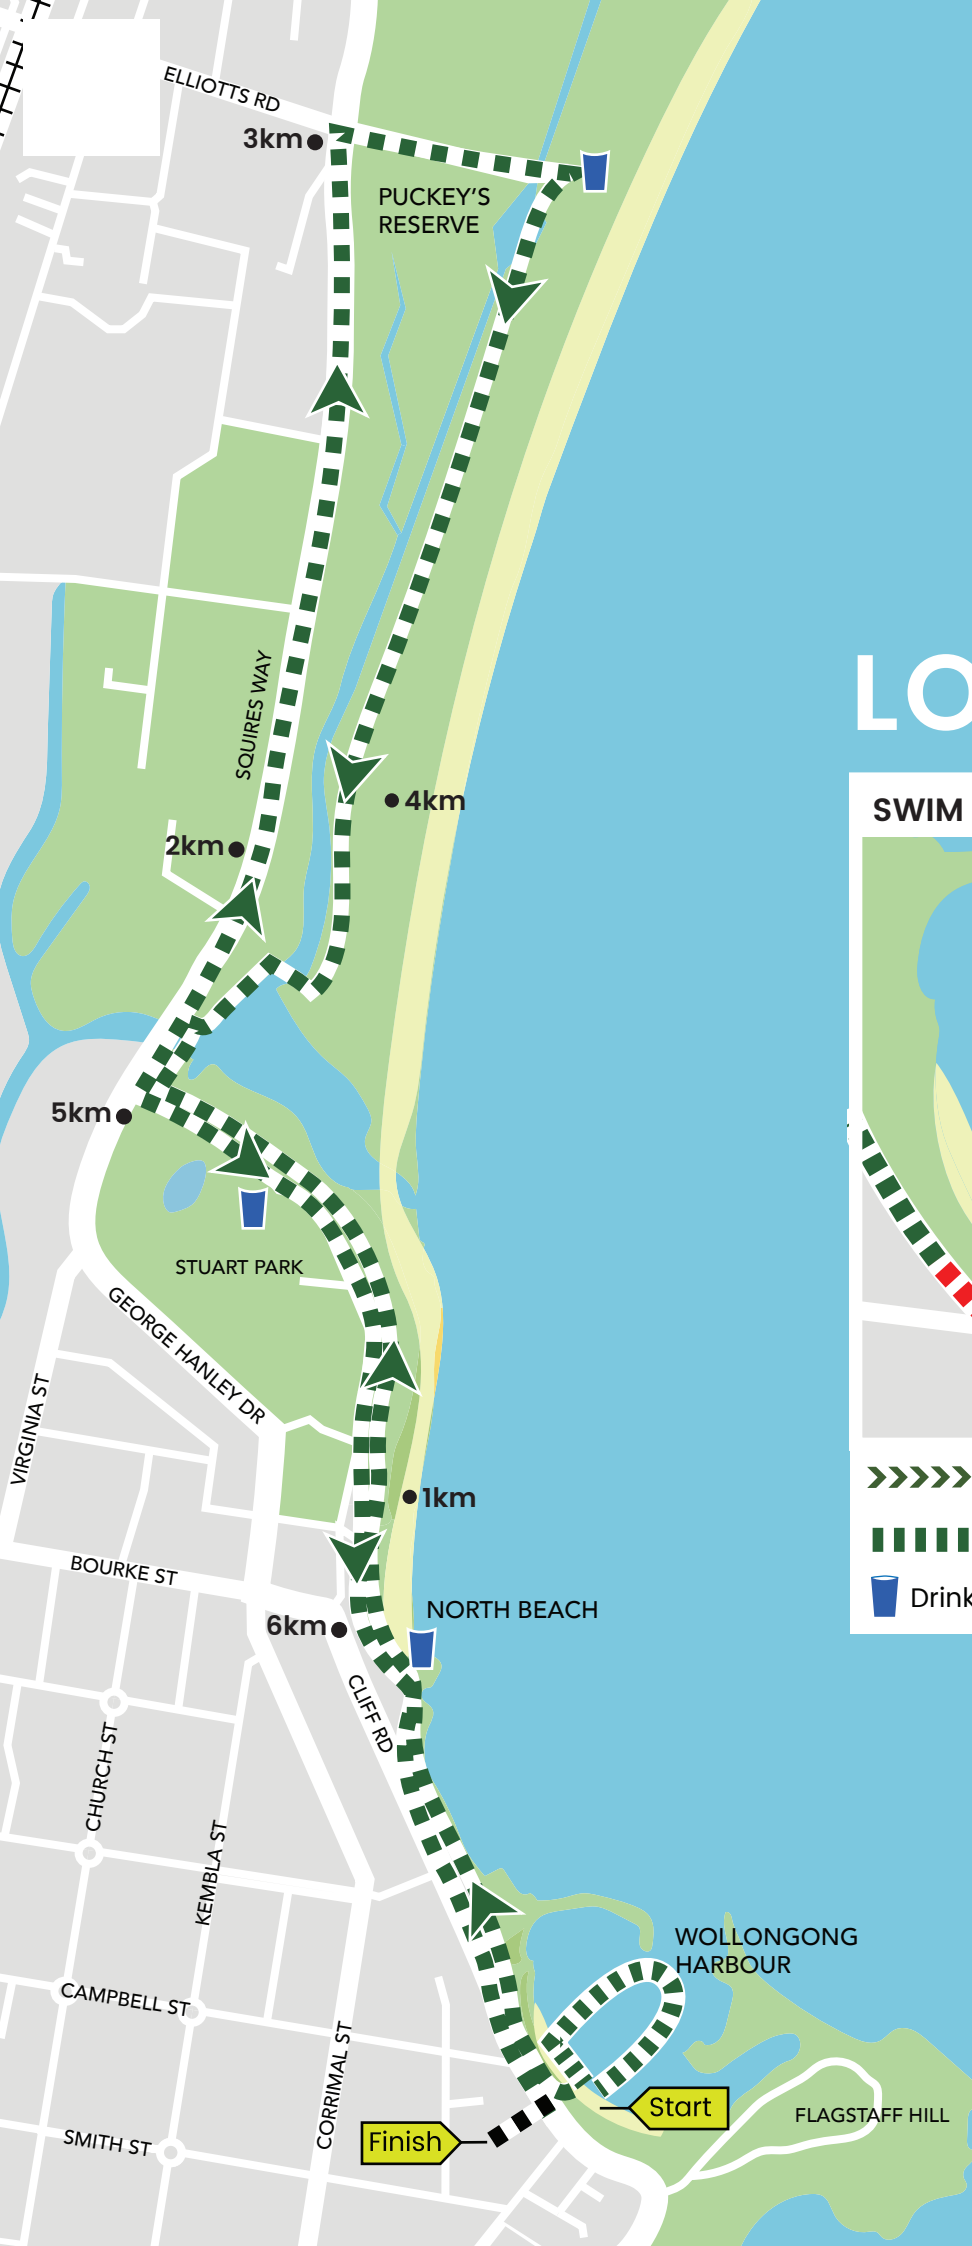 ELLIOTTS RD
3km
PUCKEY'S
RESERVE
SQUIRES WAY
LO
4km
SWIM
2km
5km
STUART PARK
GEORGE HANLEY DR
VIRGINIA ST
1km
BOURKE ST
Drink
NORTH BEACH
6km
CLIFF RD
CHURCH ST
KEMBLA ST
WOLLONGONG
HARBOUR
CAMPBELL ST
CORRIMAL ST
Start
FLAGSTAFF HILL
Finish
SMITH ST